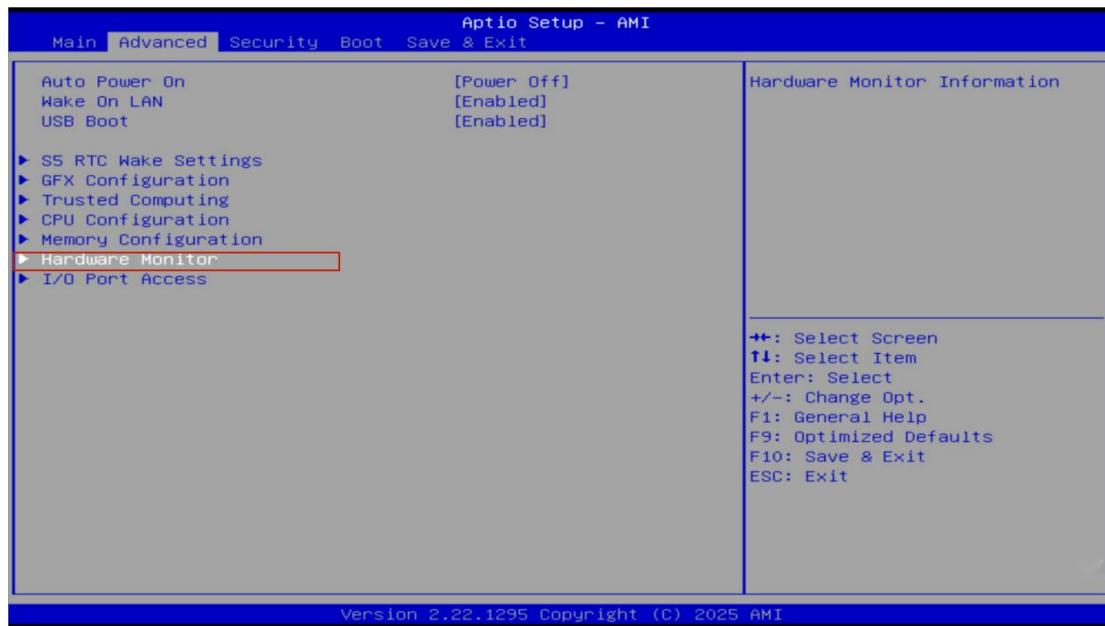 Aptio Setup - AMI
Main Advanced Security Boot Save & Exit
Auto Power On [Power Off]
Wake On LAN [Enabled]
USB Boot [Enabled]
▶ S5 RTC Wake Settings
▶ GFX Configuration
▶ Trusted Computing
▶ CPU Configuration
▶ Memory Configuration
▶ Hardware Monitor
▶ I/O Port Access
Hardware Monitor Information
→←: Select Screen
↑↓: Select Item
Enter: Select
+/-: Change Opt.
F1: General Help
F9: Optimized Defaults
F10: Save & Exit
ESC: Exit
Version 2.22.1295 Copyright (C) 2025 AMI